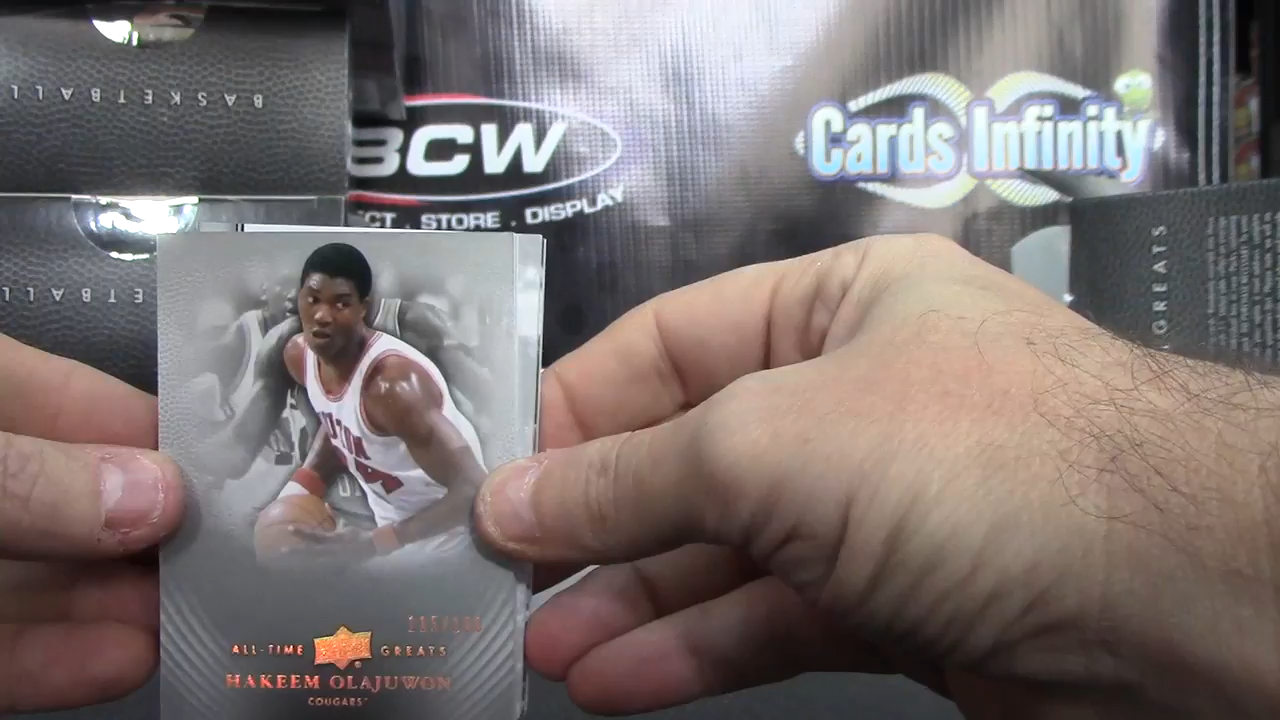 BASKETBALL
ETBALL
BCW
CT . STORE . DISPLAY
Cards Infinity
GREATS
ALL-TIME GREATS
HAKEEM OLAJUWON
COUGARS